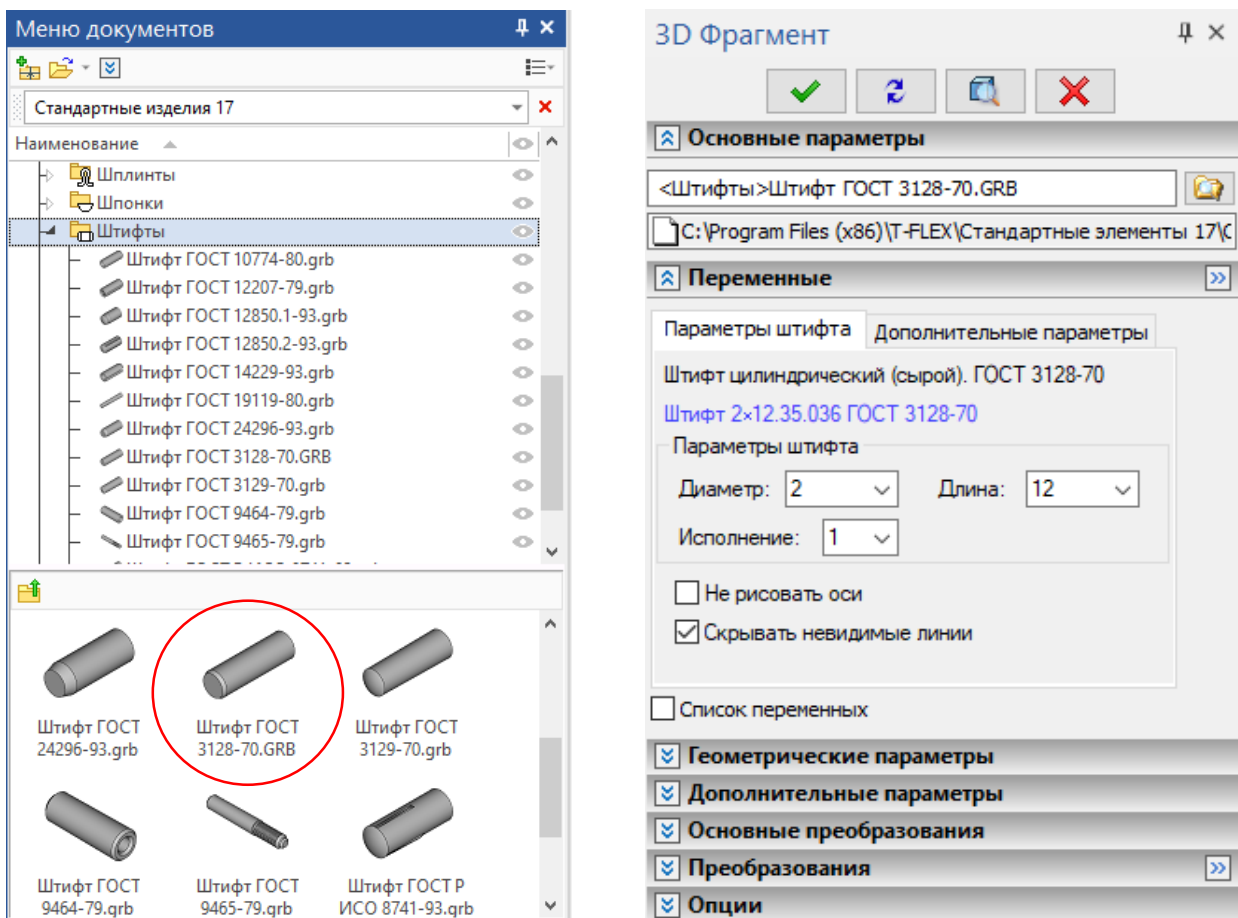 Меню документов
Стандартные изделия 17
Наименование
Шплинты
Шпонки
Штифты
Штифт ГОСТ 10774-80.grb
Штифт ГОСТ 12207-79.grb
Штифт ГОСТ 12850.1-93.grb
Штифт ГОСТ 12850.2-93.grb
Штифт ГОСТ 14229-93.grb
Штифт ГОСТ 19119-80.grb
Штифт ГОСТ 24296-93.grb
Штифт ГОСТ 3128-70.GRB
Штифт ГОСТ 3129-70.grb
Штифт ГОСТ 9464-79.grb
Штифт ГОСТ 9465-79.grb
Штифт ГОСТ
24296-93.grb
Штифт ГОСТ
3128-70.GRB
Штифт ГОСТ
3129-70.grb
Штифт ГОСТ
9464-79.grb
Штифт ГОСТ
9465-79.grb
Штифт ГОСТ Р
ИСО 8741-93.grb
3D Фрагмент
Основные параметры
<Штифты>Штифт ГОСТ 3128-70.GRB
C:\Program Files (x86)\T-FLEX\Стандартные элементы 17\С
Переменные
Параметры штифта Дополнительные параметры
Штифт цилиндрический (сырой). ГОСТ 3128-70
Штифт 2×12.35.036 ГОСТ 3128-70
Параметры штифта
Диаметр: 2 Длина: 12
Исполнение: 1
Не рисовать оси
Скрывать невидимые линии
Список переменных
Геометрические параметры
Дополнительные параметры
Основные преобразования
Преобразования
Опции